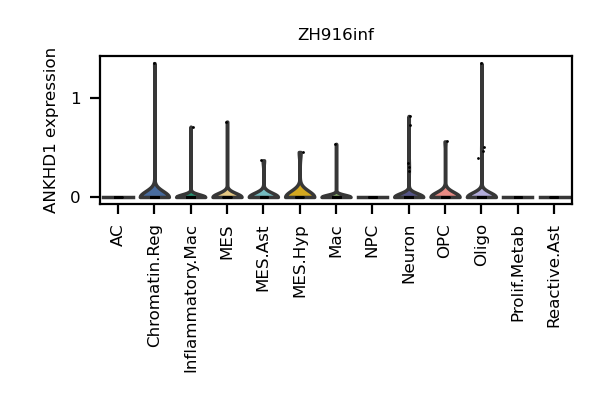 ZH916inf
ANKHD1 expression
1
0
AC
Chromatin.Reg
Inflammatory.Mac
MES
MES.Ast
MES.Hyp
Mac
NPC
Neuron
OPC
Oligo
Prolif.Metab
Reactive.Ast